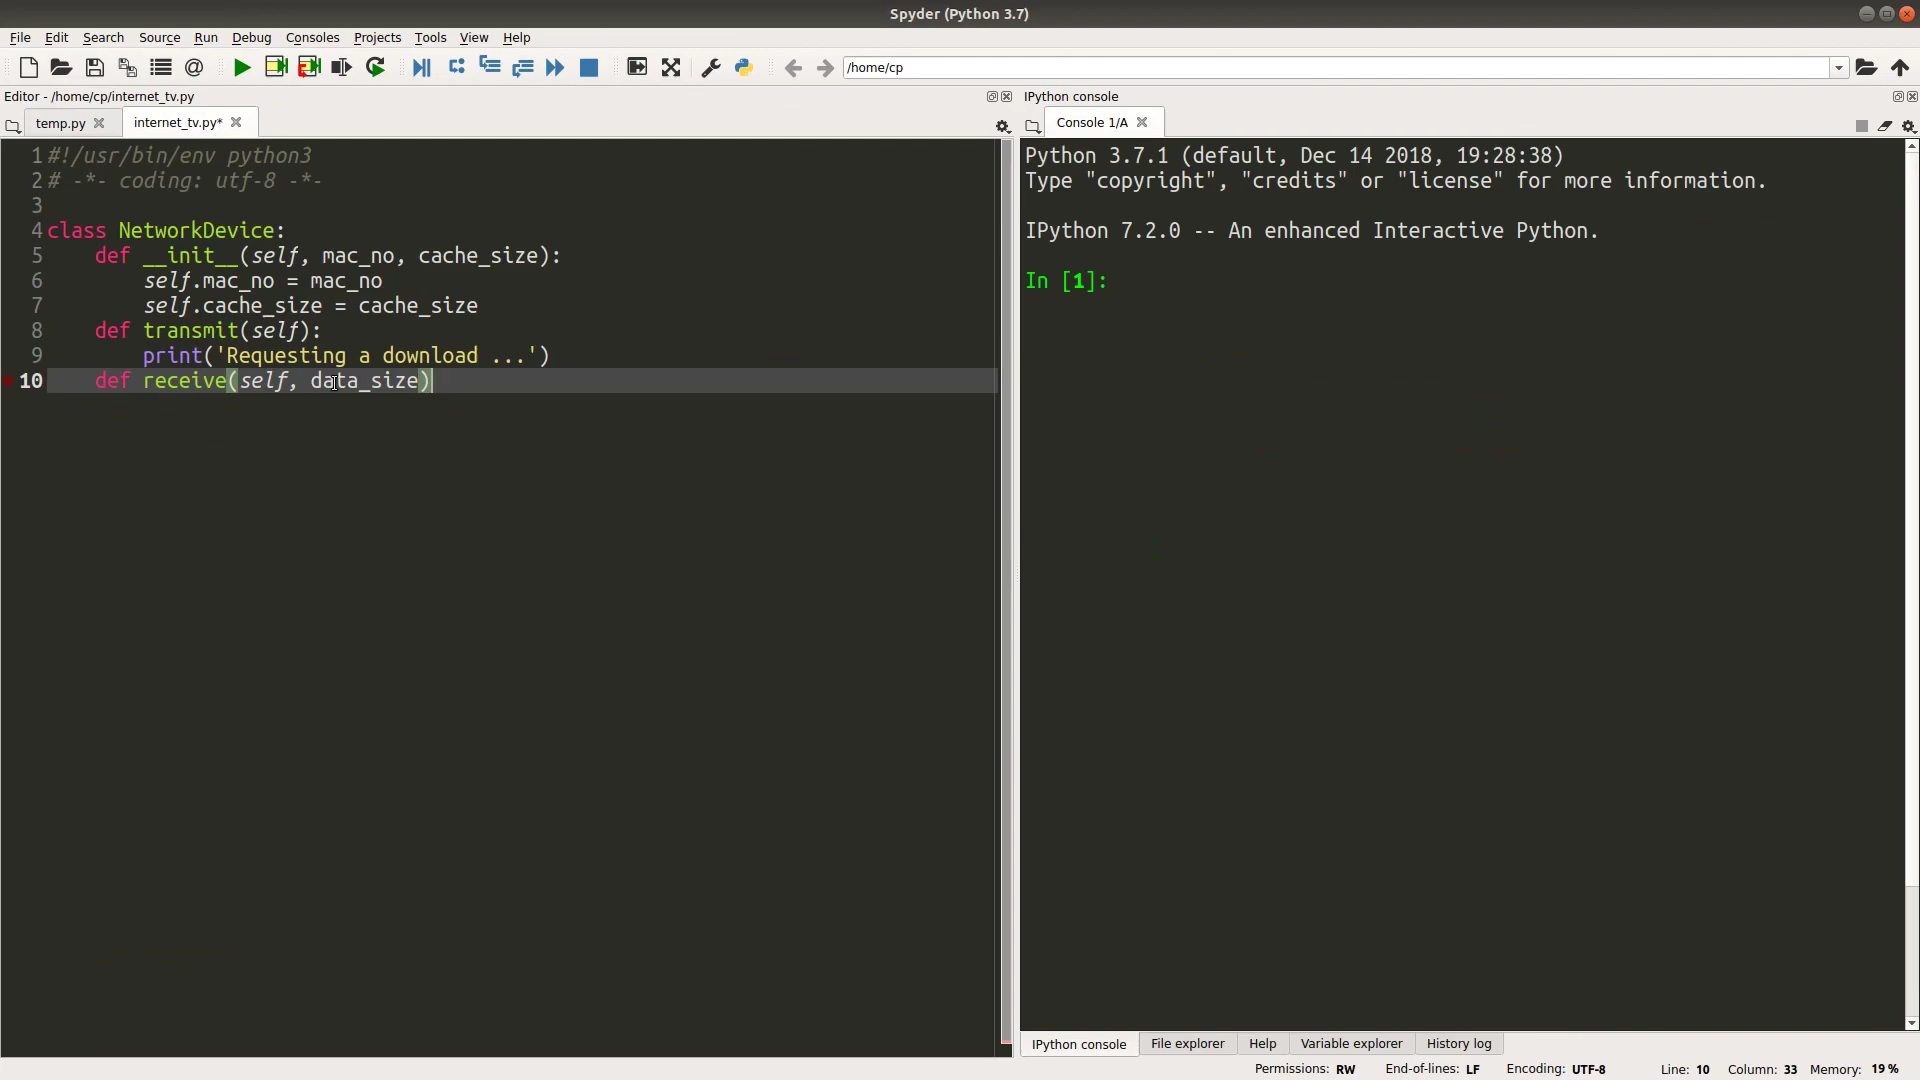 Spyder (Python 3.7)
File Edit Search Source Run Debug Consoles Projects Tools View Help
/home/cp
Editor - /home/cp/internet_tv.py
temp.py internet_tv.py*
1 #!/usr/bin/env python3
2 # -*- coding: utf-8 -*-
3
4 class NetworkDevice:
5     def __init__(self, mac_no, cache_size):
6         self.mac_no = mac_no
7         self.cache_size = cache_size
8     def transmit(self):
9         print('Requesting a download ...')
10     def receive(self, data_size)
IPython console
Console 1/A
Python 3.7.1 (default, Dec 14 2018, 19:28:38)
Type "copyright", "credits" or "license" for more information.
IPython 7.2.0 -- An enhanced Interactive Python.
In [1]:
IPython console File explorer Help Variable explorer History log
Permissions: RW End-of-lines: LF Encoding: UTF-8 Line: 10 Column: 33 Memory: 19 %